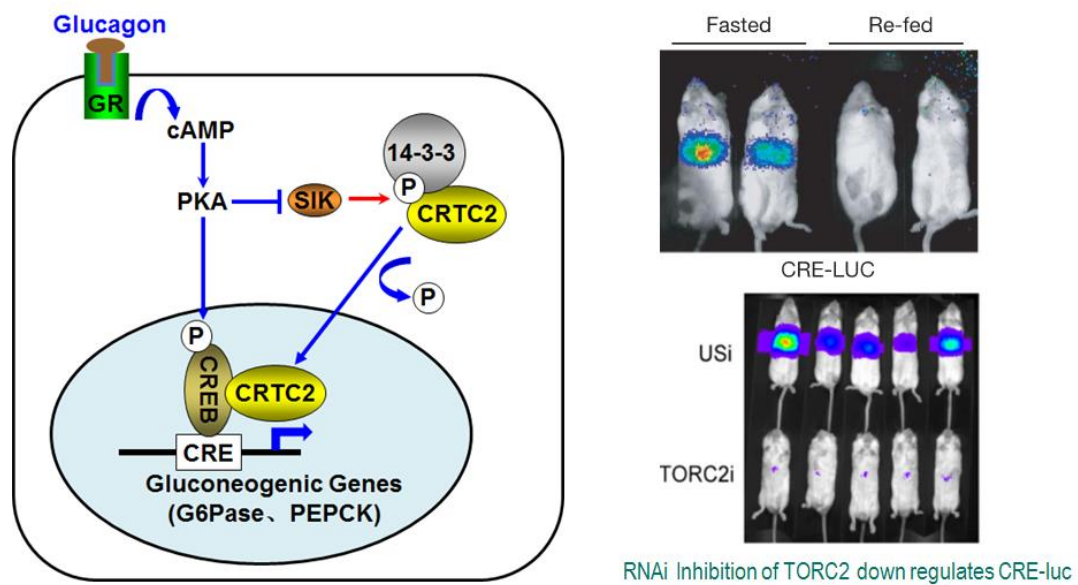 Glucagon
GR
cAMP
PKA
SIK
14-3-3
P
CRTC2
P
P
CREB
CRTC2
CRE
Gluconeogenic Genes
(G6Pase、PEPCK)
Fasted
Re-fed
CRE-LUC
USi
TORC2i
RNAi Inhibition of TORC2 down regulates CRE-luc